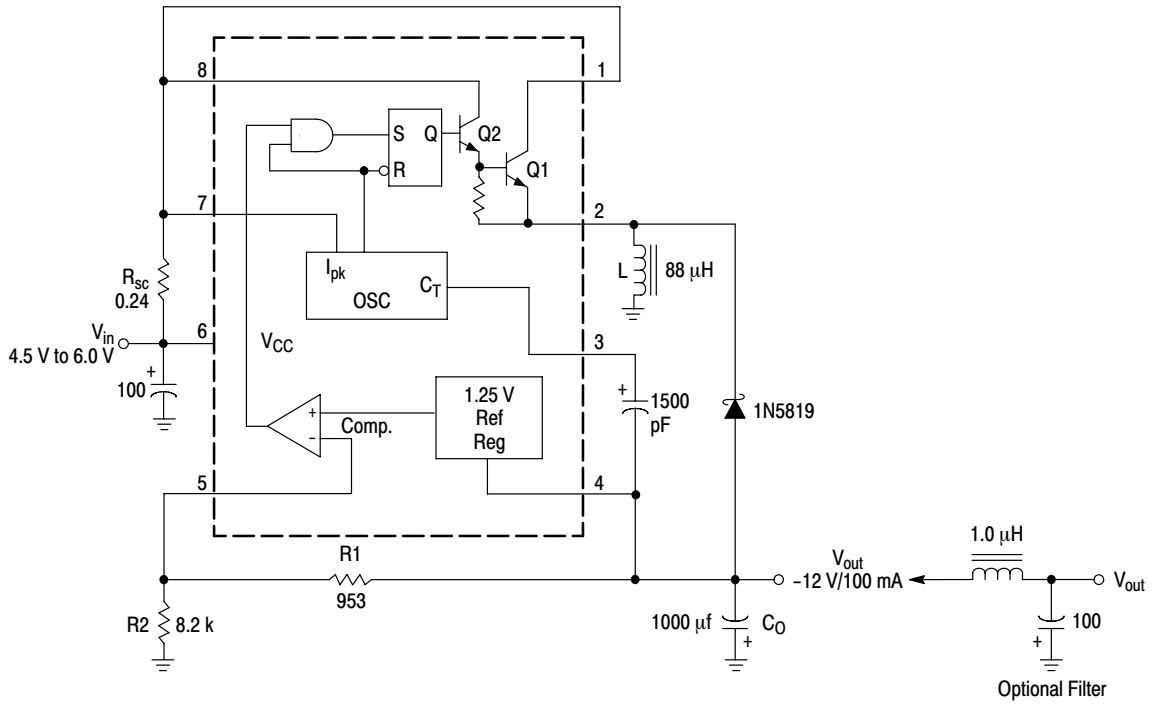 8
1
S
Q
Q2
R
Q1
7
2
Rsc
0.24
Ipk
OSC
CT
L
88 μH
Vin
4.5 V to 6.0 V
6
VCC
3
100
+
+
1500
pF
1N5819
1.25 V
Ref
Reg
+
−
Comp.
5
4
R1
953
R2
8.2 k
1.0 μH
Vout
−12 V/100 mA
Vout
1000 μf
CO
+
100
+
Optional Filter